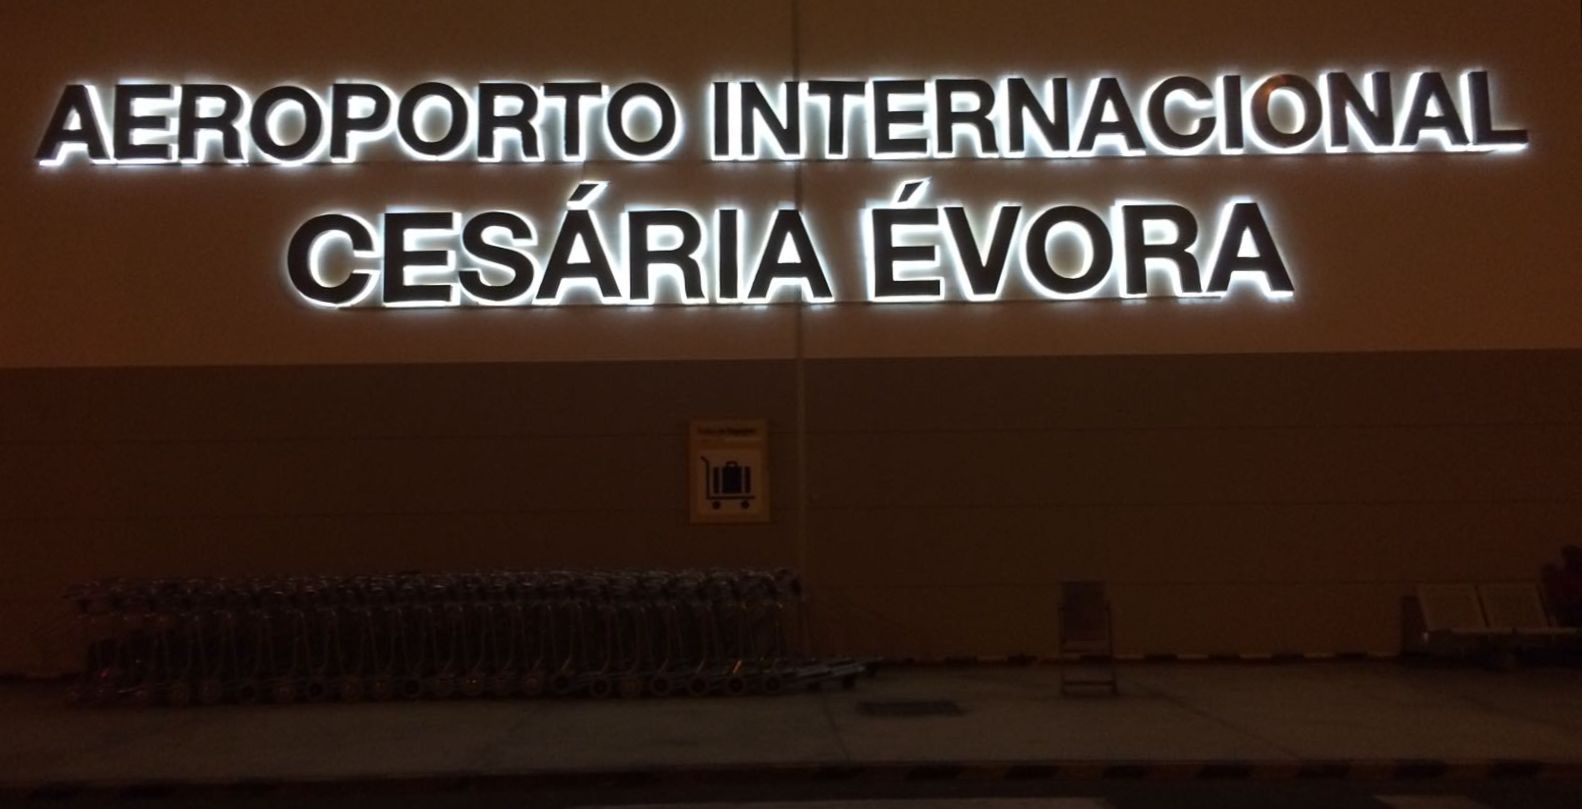 AEROPORTO INTERNACIONAL
CESÁRIA ÉVORA